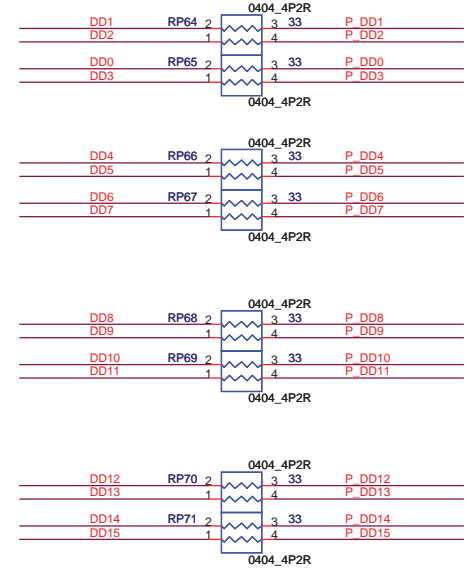 0404_4P2R
DD1 RP64 2 3 33 P_DD1
DD2 1 4 P_DD2
DD0 RP65 2 3 33 P_DD0
DD3 1 4 P_DD3
0404_4P2R
0404_4P2R
DD4 RP66 2 3 33 P_DD4
DD5 1 4 P_DD5
DD6 RP67 2 3 33 P_DD6
DD7 1 4 P_DD7
0404_4P2R
0404_4P2R
DD8 RP68 2 3 33 P_DD8
DD9 1 4 P_DD9
DD10 RP69 2 3 33 P_DD10
DD11 1 4 P_DD11
0404_4P2R
0404_4P2R
DD12 RP70 2 3 33 P_DD12
DD13 1 4 P_DD13
DD14 RP71 2 3 33 P_DD14
DD15 1 4 P_DD15
0404_4P2R